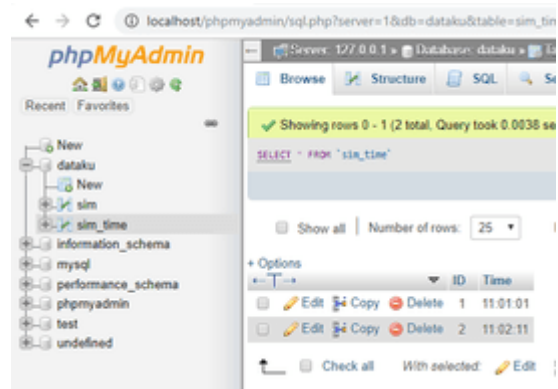 localhost/phpmyadmin/sql.php?server=1&db=dataku&table=sim_tim
phpMyAdmin
Recent Favorites
New
dataku
New
sim
sim_time
information_schema
mysql
performance_schema
phpmyadmin
test
undefined
Server: 127.0.0.1 » Database: dataku »
Browse Structure SQL Se
Showing rows 0 - 1 (2 total, Query took 0.0038 se
SELECT * FROM `sim_time`
Show all Number of rows: 25
+ Options
←T→ ID Time
Edit Copy Delete 1 11:01:01
Edit Copy Delete 2 11:02:11
Check all With selected: Edit